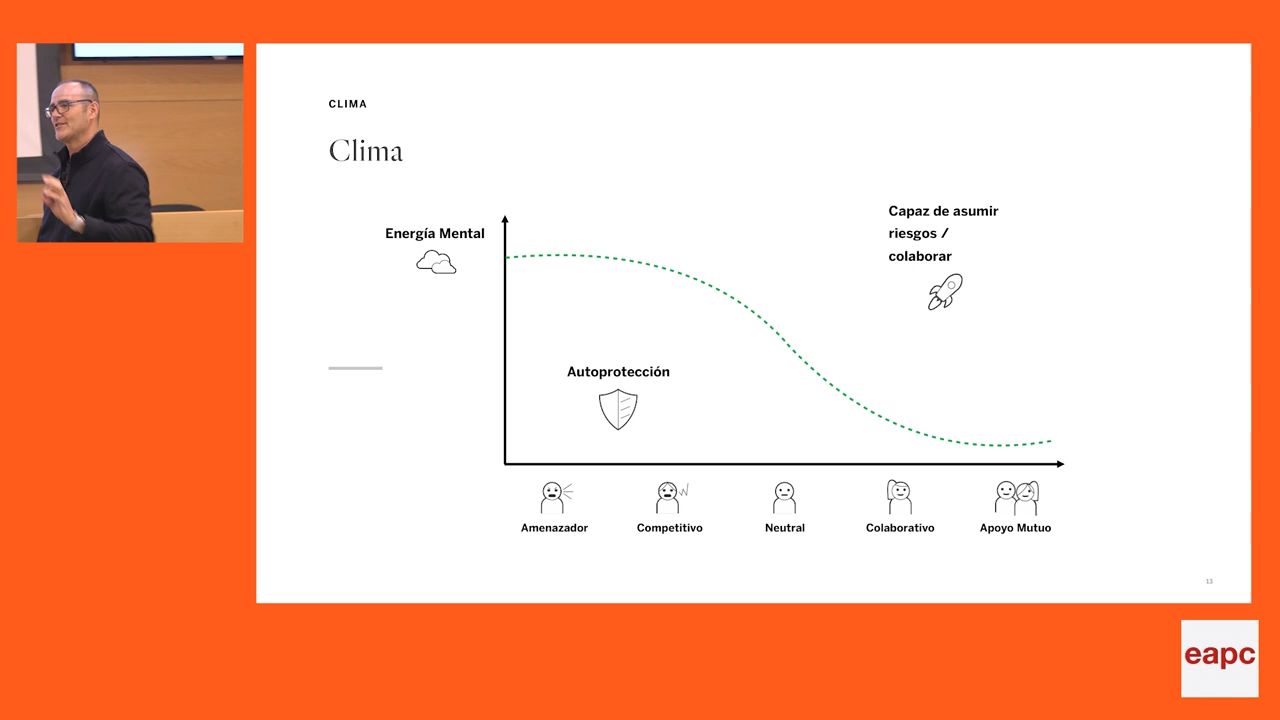 CLIMA
Clima
Energía Mental
Capaz de asumir
riesgos /
colaborar
Autoprotección
Amenazador
Competitivo
Neutral
Colaborativo
Apoyo Mutuo
13
eapc